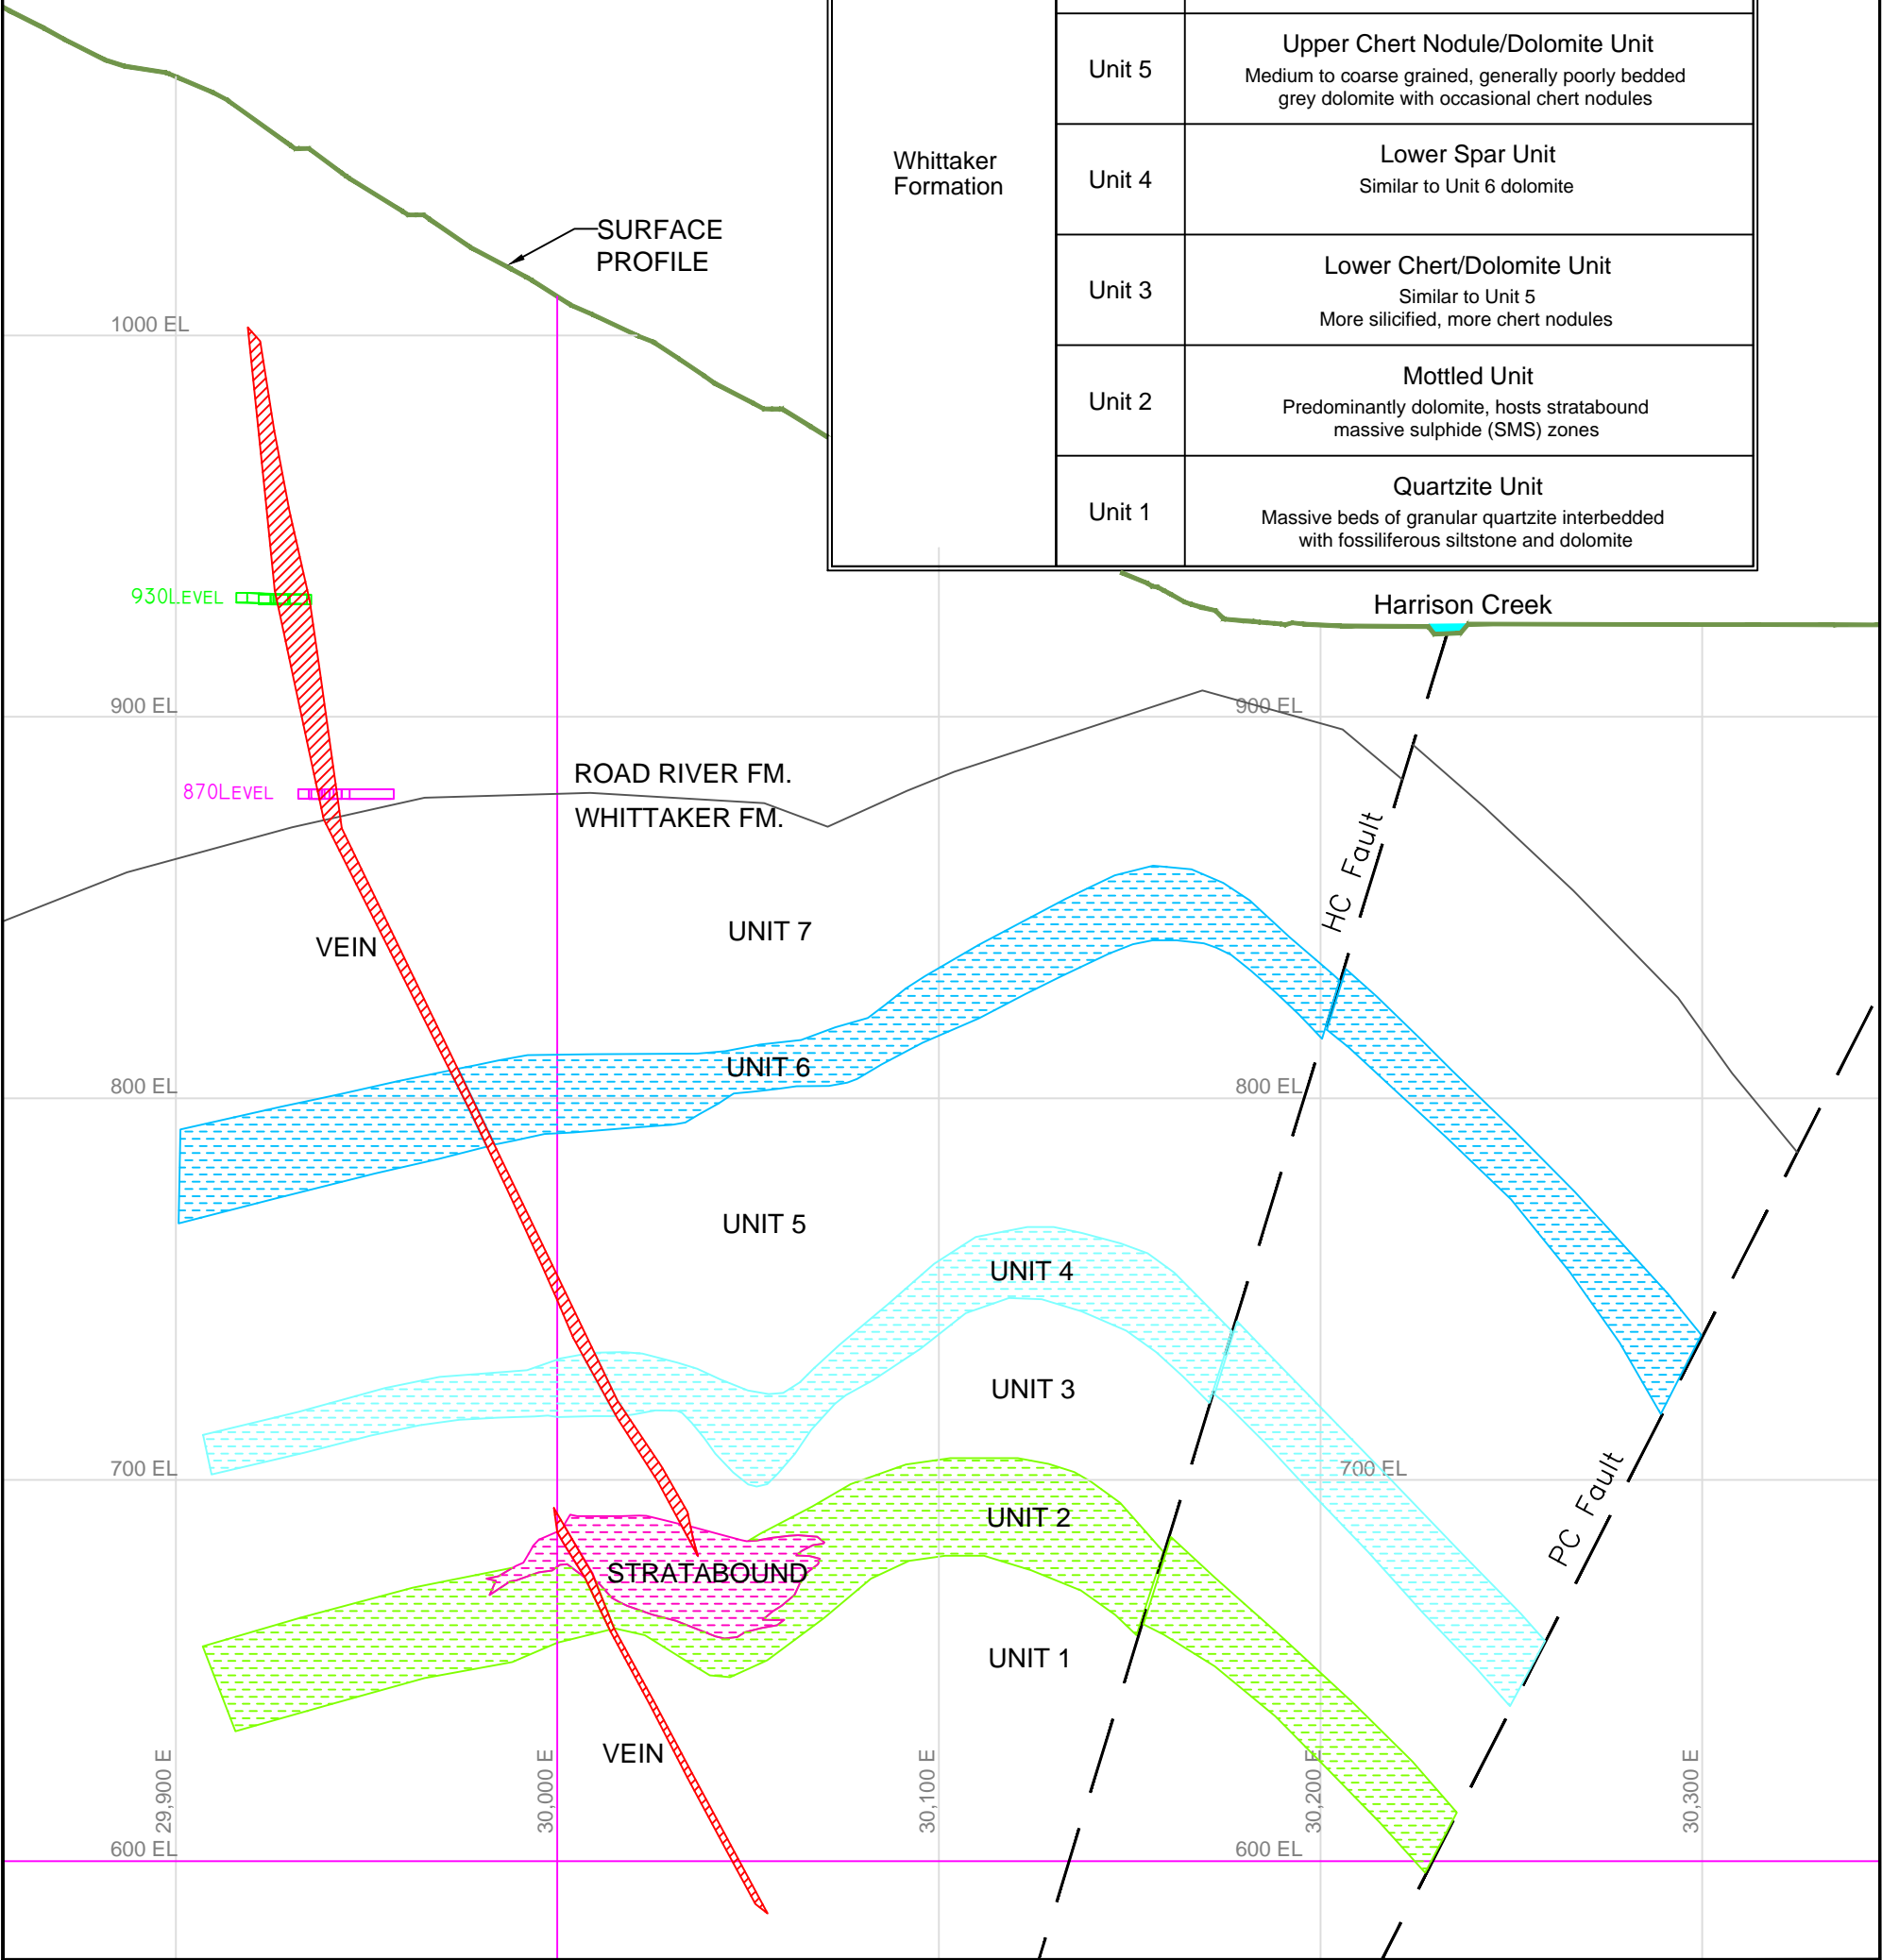 Whittaker
Formation
Unit 5
Upper Chert Nodule/Dolomite Unit
Medium to coarse grained, generally poorly bedded
grey dolomite with occasional chert nodules
Unit 4
Lower Spar Unit
Similar to Unit 6 dolomite
Unit 3
Lower Chert/Dolomite Unit
Similar to Unit 5
More silicified, more chert nodules
Unit 2
Mottled Unit
Predominantly dolomite, hosts stratabound
massive sulphide (SMS) zones
Unit 1
Quartzite Unit
Massive beds of granular quartzite interbedded
with fossiliferous siltstone and dolomite
SURFACE
PROFILE
1000 EL
930LEVEL
Harrison Creek
900 EL
900 EL
ROAD RIVER FM.
870LEVEL
WHITTAKER FM.
HC Fault
VEIN
UNIT 7
UNIT 6
800 EL
800 EL
UNIT 5
UNIT 4
UNIT 3
700 EL
700 EL
PC Fault
UNIT 2
STRATABOUND
UNIT 1
VEIN
29,900 E
30,000 E
30,100 E
30,200 E
30,300 E
600 EL
600 EL